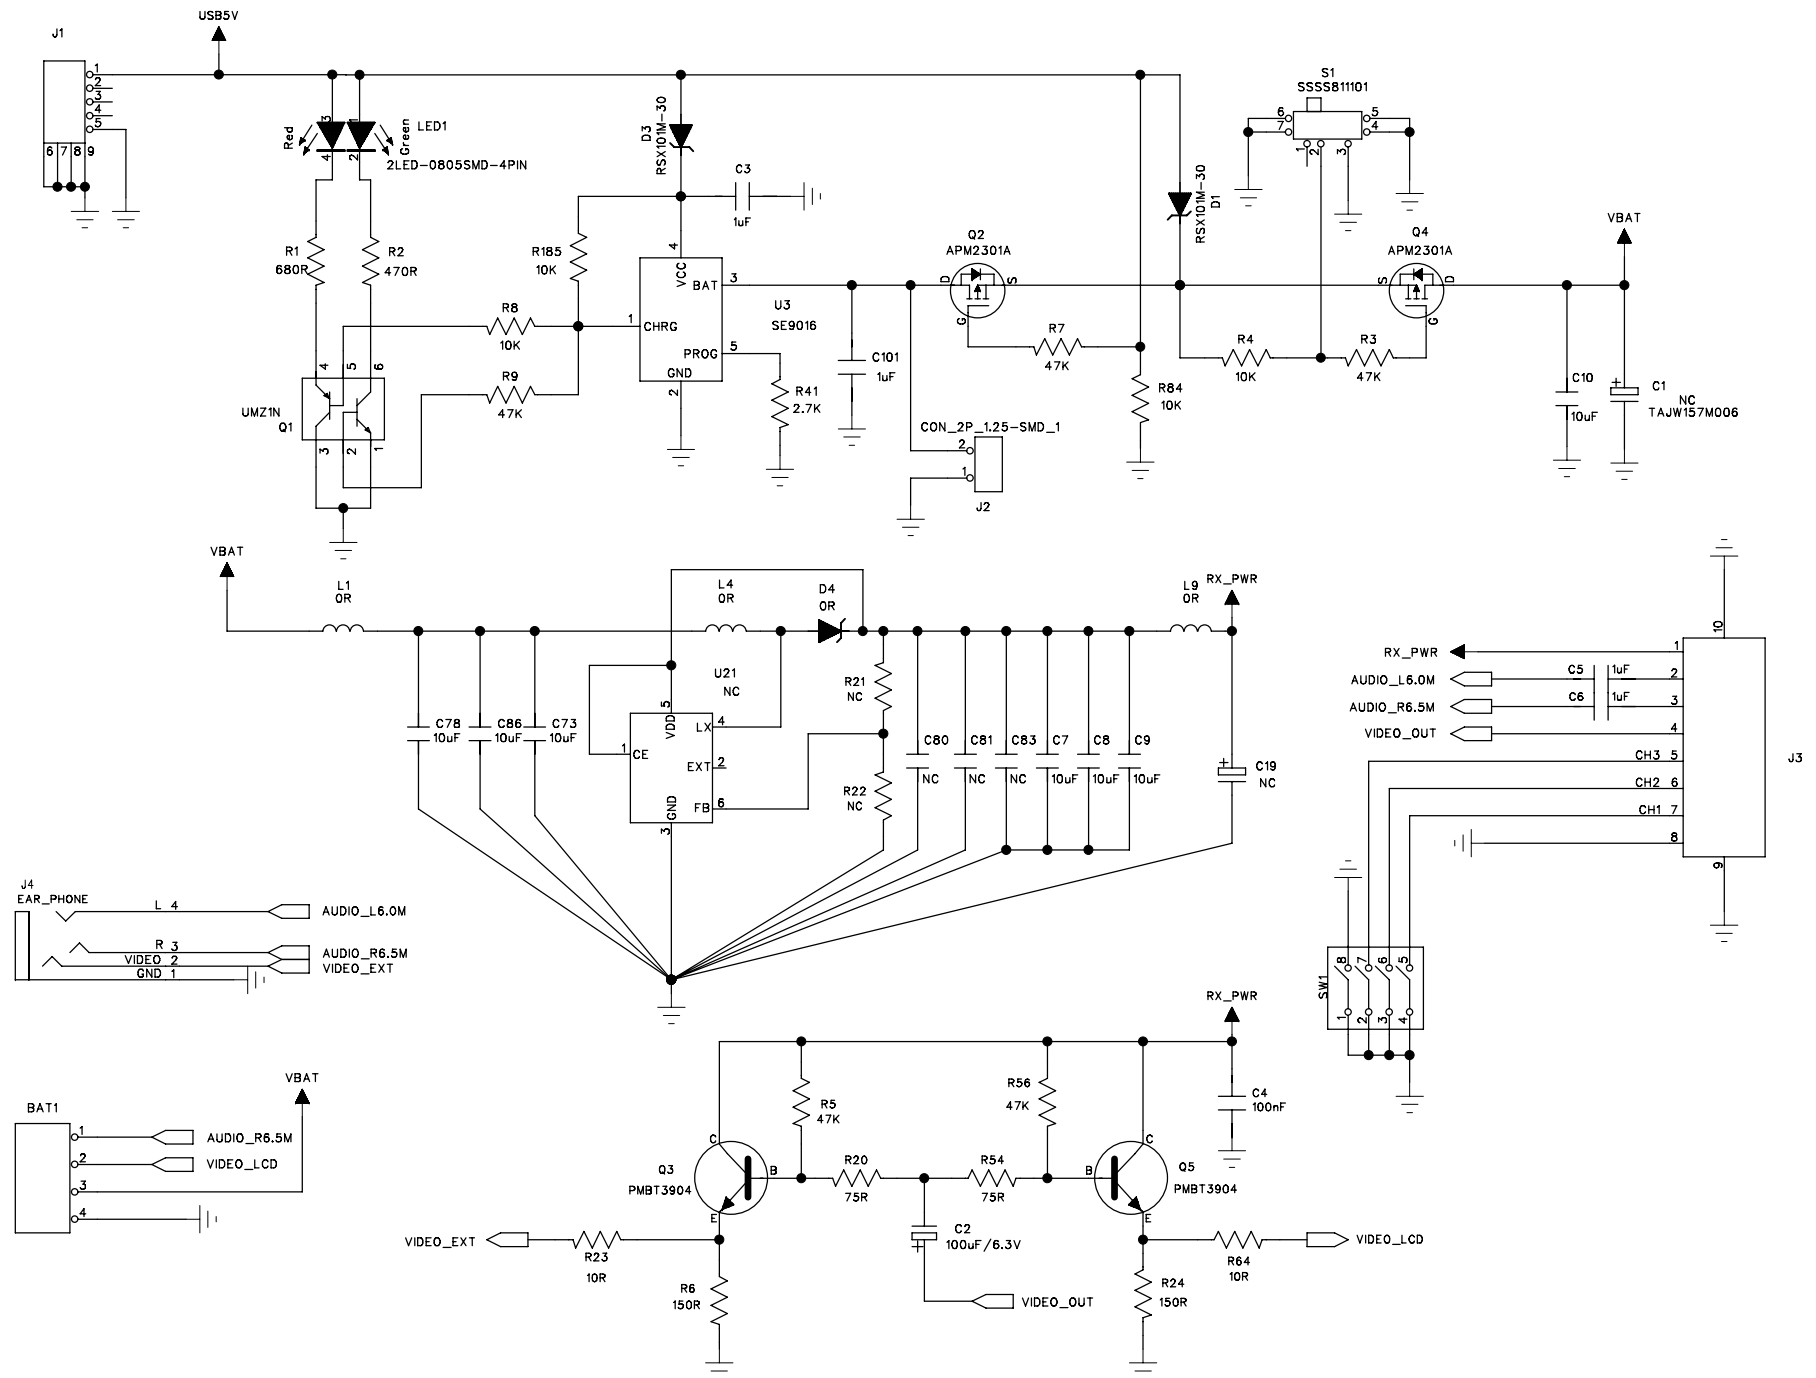 J1
USB5V
1
2
3
4
5
6 7 8 9
Red
3
1
4
2
Green
LED1
2LED-0805SMD-4PIN
R1
680R
R2
470R
4 5 6
UMZ1N
Q1
3 2 1
R8
10K
R9
47K
R185
10K
D3
RSX101M-30
C3
1uF
4
VCC
BAT 3
1 CHRG
PROG 5
GND
2
U3
SE9016
R41
2.7K
C101
1uF
Q2
APM2301A
D S
G
R7
47K
R84
10K
CON_2P_1.25-SMD_1
2
1
J2
RSX101M-30
D1
S1
SSSS811101
6
7
5
4
1 2 3
R4
10K
R3
47K
Q4
APM2301A
S D
G
VBAT
C10
10uF
C1
NC
TAJW157M006
VBAT
L1
0R
L4
0R
D4
0R
L9
0R
RX_PWR
C78
10uF
C86
10uF
C73
10uF
U21
NC
5
VDD
LX 4
1 CE
EXT 2
FB 6
GND
3
R21
NC
R22
NC
C80
NC
C81
NC
C83
NC
C7
10uF
C8
10uF
C9
10uF
C19
NC
10
RX_PWR 1
AUDIO_L6.0M C5 1uF 2
AUDIO_R6.5M C6 1uF 3
VIDEO_OUT 4
CH3 5
CH2 6
CH1 7
8
9
J3
SW1
8 7 6 5
1 2 3 4
J4
EAR_PHONE
L 4 AUDIO_L6.0M
R 3 AUDIO_R6.5M
VIDEO 2 VIDEO_EXT
GND 1
BAT1
VBAT
1 AUDIO_R6.5M
2 VIDEO_LCD
3
4
RX_PWR
C4
100nF
R5
47K
R56
47K
Q3
PMBT3904
C
B
E
R20
75R
R54
75R
Q5
PMBT3904
C
B
E
C2
100uF/6.3V
VIDEO_OUT
VIDEO_EXT
R23
10R
R6
150R
R24
150R
R64
10R
VIDEO_LCD